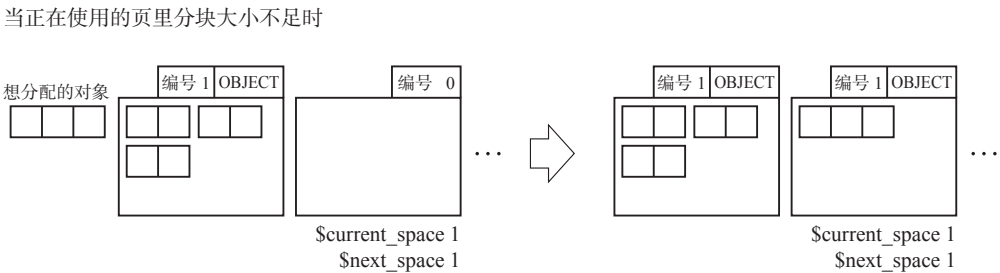 当正在使用的页里分块大小不足时
编号 1 OBJECT 编号 0 编号 1 OBJECT 编号 1 OBJECT
想分配的对象
... ...
$current_space 1 $current_space 1
$next_space 1 $next_space 1